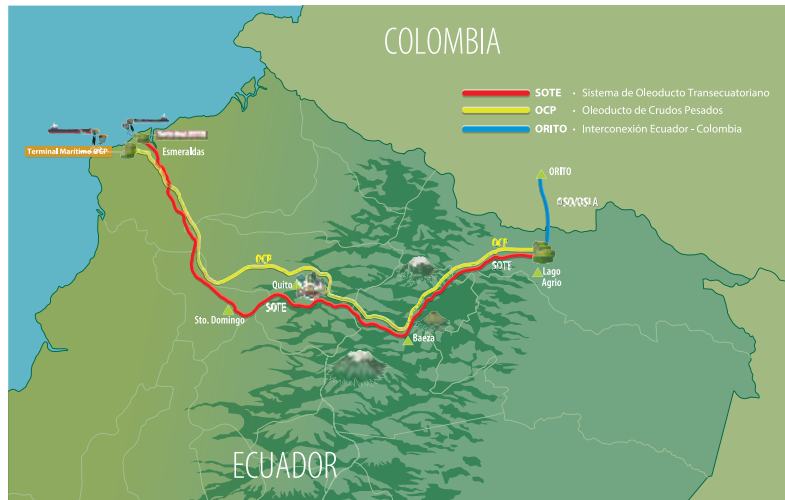 COLOMBIA
SOTE • Sistema de Oleoducto Transecuatoriano
OCP • Oleoducto de Crudos Pesados
ORITO • Interconexión Ecuador - Colombia
Terminal Marítimo OCP
Esmeraldas
ORITO
OCP
OCP
SOTE
Lago
Agrio
Quito
SOTE
Sto. Domingo
Baeza
ECUADOR